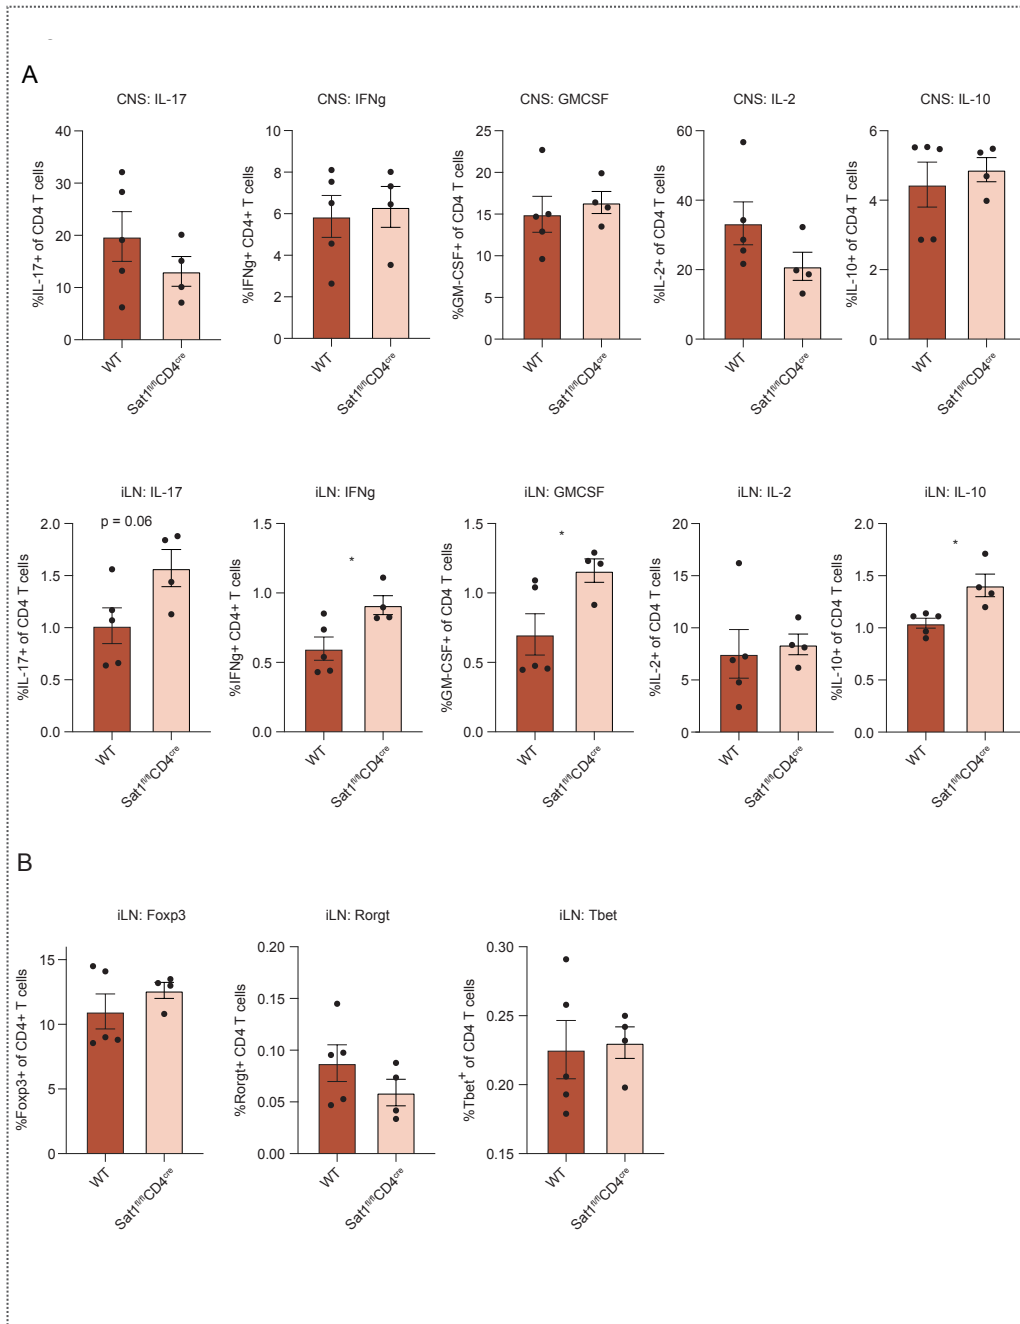 A
CNS: IL-17
CNS: IFNg
CNS: GMCSF
CNS: IL-2
CNS: IL-10
%IL-17+ of CD4 T cells
40
30
20
10
0
WT
Sat1fl/flCD4cre
%IFNg+ CD4+ T cells
10
8
6
4
2
0
WT
Sat1fl/flCD4cre
%GM-CSF+ of CD4 T cells
25
20
15
10
5
0
WT
Sat1fl/flCD4cre
%IL-2+ of CD4 T cells
60
40
20
0
WT
Sat1fl/flCD4cre
%IL-10+ of CD4 T cells
6
4
2
0
WT
Sat1fl/flCD4cre
iLN: IL-17
iLN: IFNg
iLN: GMCSF
iLN: IL-2
iLN: IL-10
%IL-17+ of CD4 T cells
2.0
1.5
1.0
0.5
0.0
p = 0.06
WT
Sat1fl/flCD4cre
%IFNg+ CD4+ T cells
1.5
1.0
0.5
0.0
*
WT
Sat1fl/flCD4cre
%GM-CSF+ of CD4 T cells
1.5
1.0
0.5
0.0
*
WT
Sat1fl/flCD4cre
%IL-2+ of CD4 T cells
20
15
10
5
0
WT
Sat1fl/flCD4cre
%IL-10+ of CD4 T cells
2.0
1.5
1.0
0.5
0.0
*
WT
Sat1fl/flCD4cre
B
iLN: Foxp3
iLN: Rorgt
iLN: Tbet
%Foxp3+ of CD4+ T cells
15
10
5
0
WT
Sat1fl/flCD4cre
%Rorgt+ CD4 T cells
0.20
0.15
0.10
0.05
0.00
WT
Sat1fl/flCD4cre
%Tbet+ of CD4 T cells
0.30
0.25
0.20
0.15
WT
Sat1fl/flCD4cre